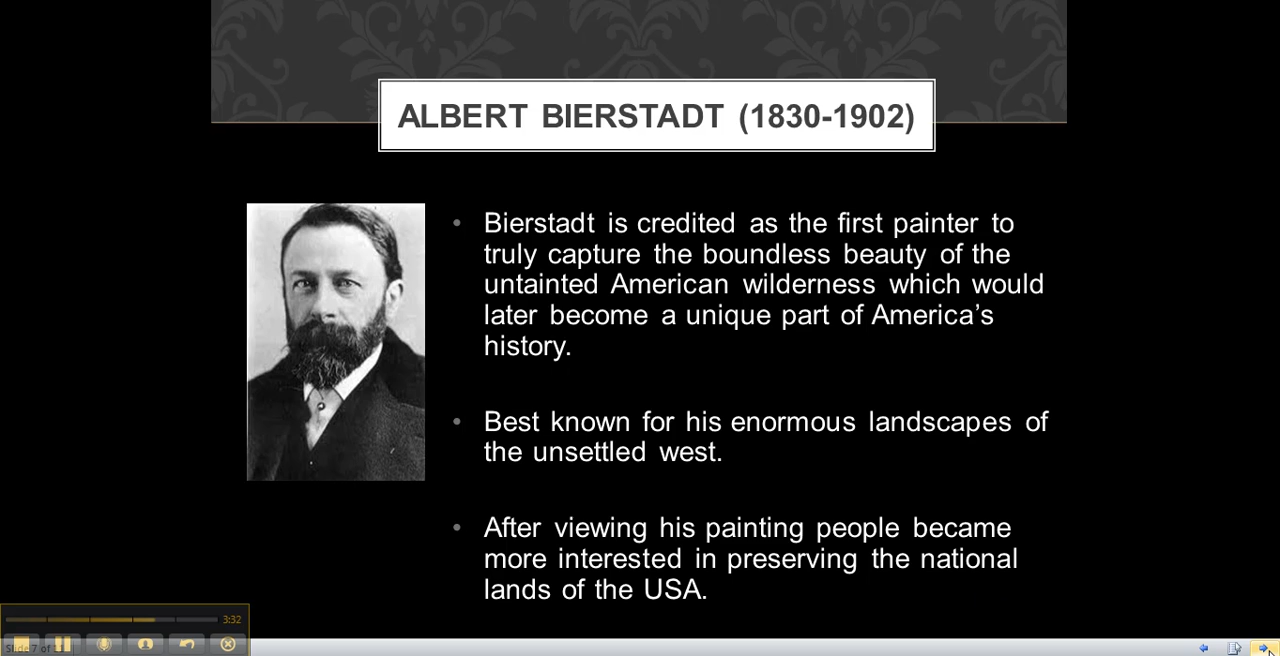 ALBERT BIERSTADT (1830-1902)
• Bierstadt is credited as the first painter to
truly capture the boundless beauty of the
untainted American wilderness which would
later become a unique part of America’s
history.
• Best known for his enormous landscapes of
the unsettled west.
• After viewing his painting people became
more interested in preserving the national
lands of the USA.
3:32
Slide 7 of